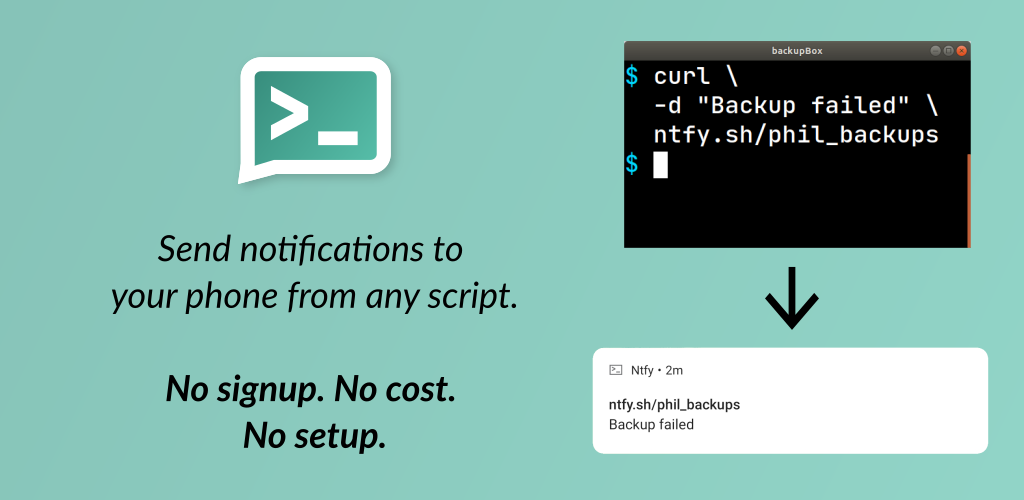 >_
Send notifications to
your phone from any script.
No signup. No cost.
No setup.
backupBox
$ curl \
-d "Backup failed" \
ntfy.sh/phil_backups
$
Ntfy • 2m
ntfy.sh/phil_backups
Backup failed